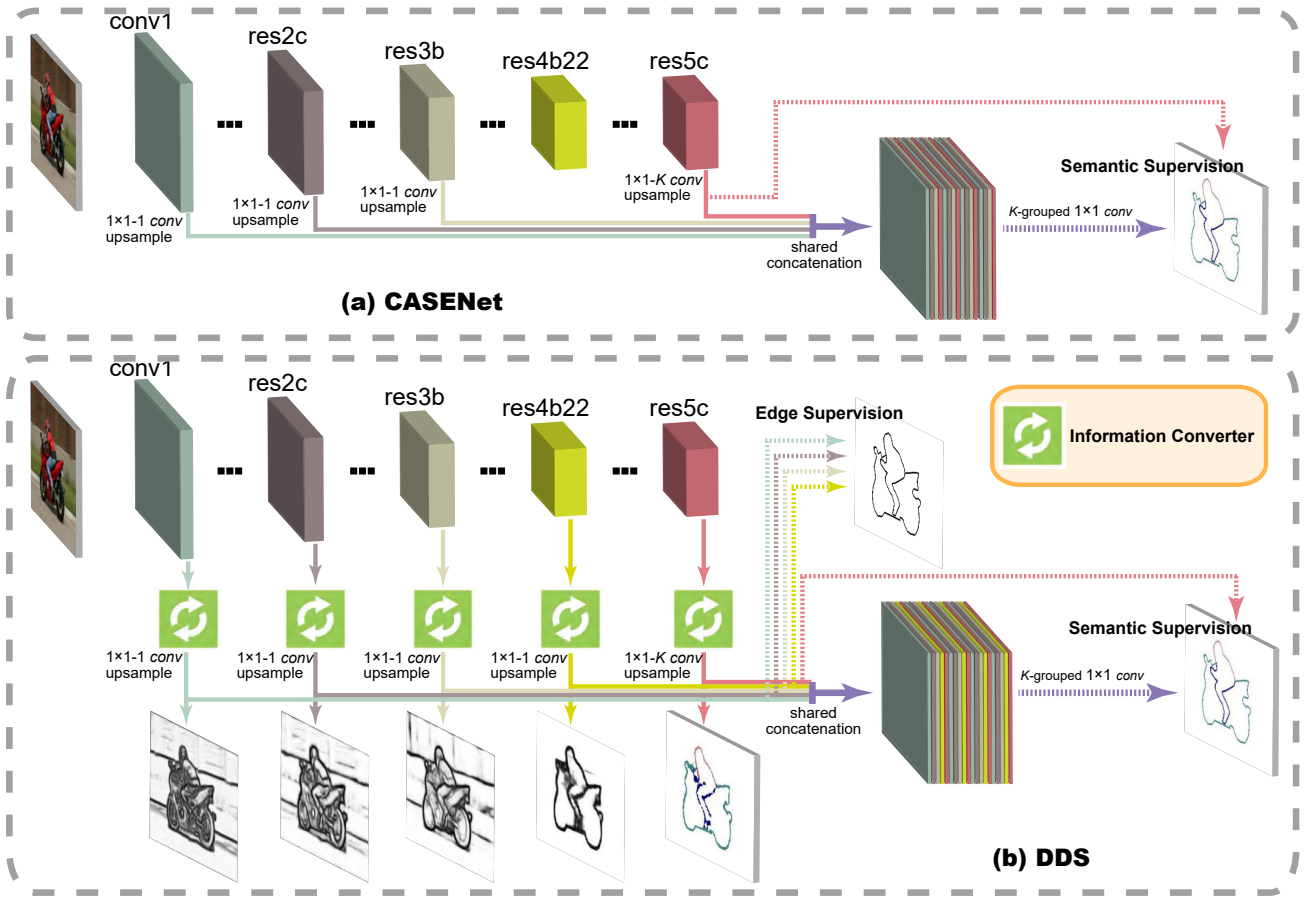 conv1
res2c
res3b
res4b22
res5c
1×1-1 conv
upsample
1×1-1 conv
upsample
1×1-1 conv
upsample
1×1-K conv
upsample
shared
concatenation
K-grouped 1×1 conv
Semantic Supervision
(a) CASENet
conv1
res2c
res3b
res4b22
res5c
Edge Supervision
Information Converter
1×1-1 conv
upsample
1×1-1 conv
upsample
1×1-1 conv
upsample
1×1-1 conv
upsample
1×1-K conv
upsample
shared
concatenation
K-grouped 1×1 conv
Semantic Supervision
(b) DDS